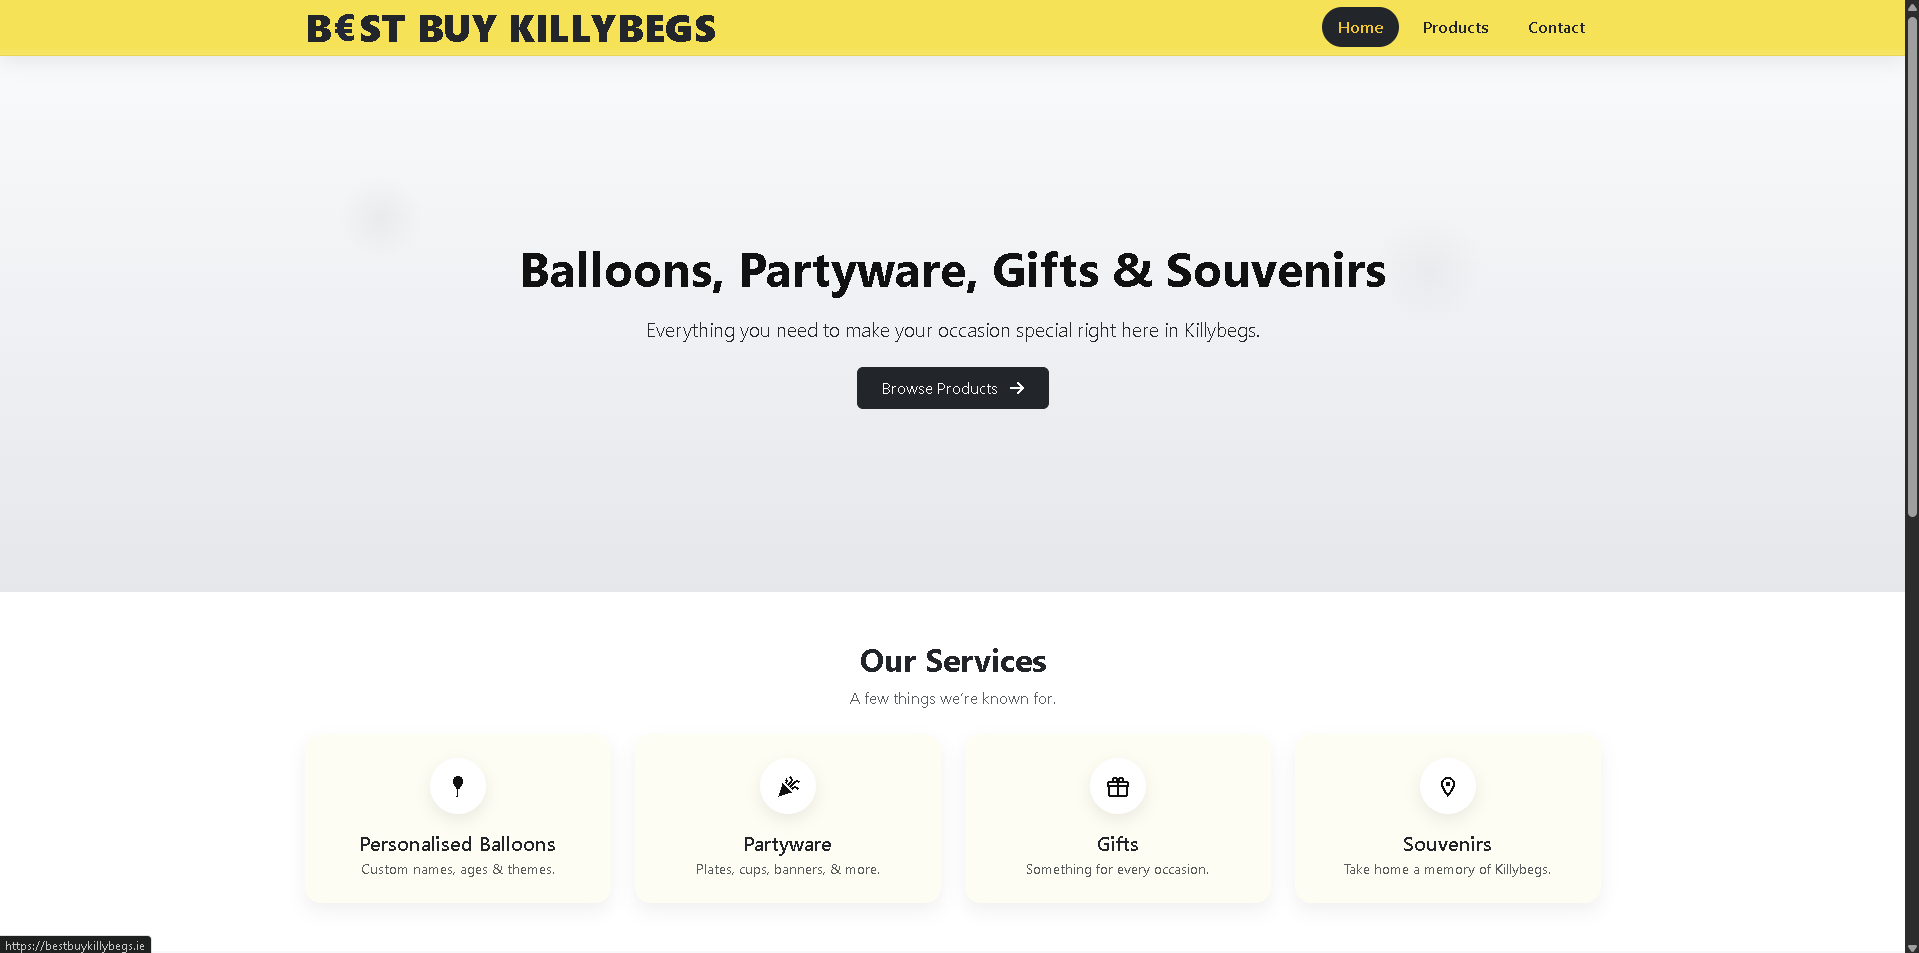 B€ST BUY KILLYBEGS
Home Products Contact
Balloons, Partyware, Gifts & Souvenirs
Everything you need to make your occasion special right here in Killybegs.
Browse Products
Our Services
A few things we're known for.
Personalised Balloons
Custom names, ages & themes.
Partyware
Plates, cups, banners, & more.
Gifts
Something for every occasion.
Souvenirs
Take home a memory of Killybegs.
https://bestbuykillybegs.ie